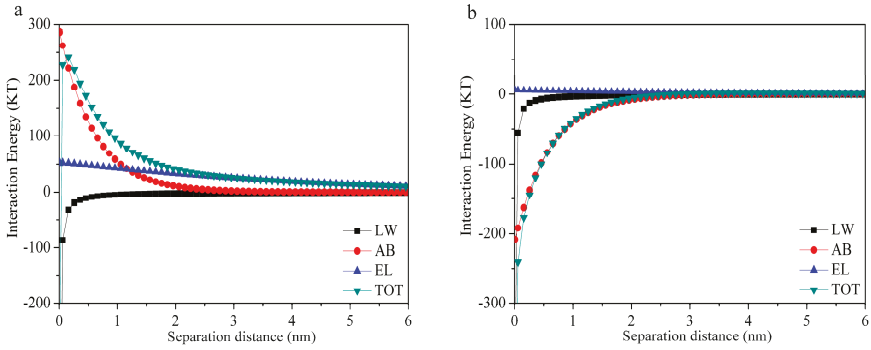 a
300
200
100
0
-100
-200
Interaction Energy (KT)
0 1 2 3 4 5 6
Separation distance (nm)
LW
AB
EL
TOT
b
100
0
-100
-200
-300
Interaction Energy (KT)
0 1 2 3 4 5 6
Separation distance (nm)
LW
AB
EL
TOT